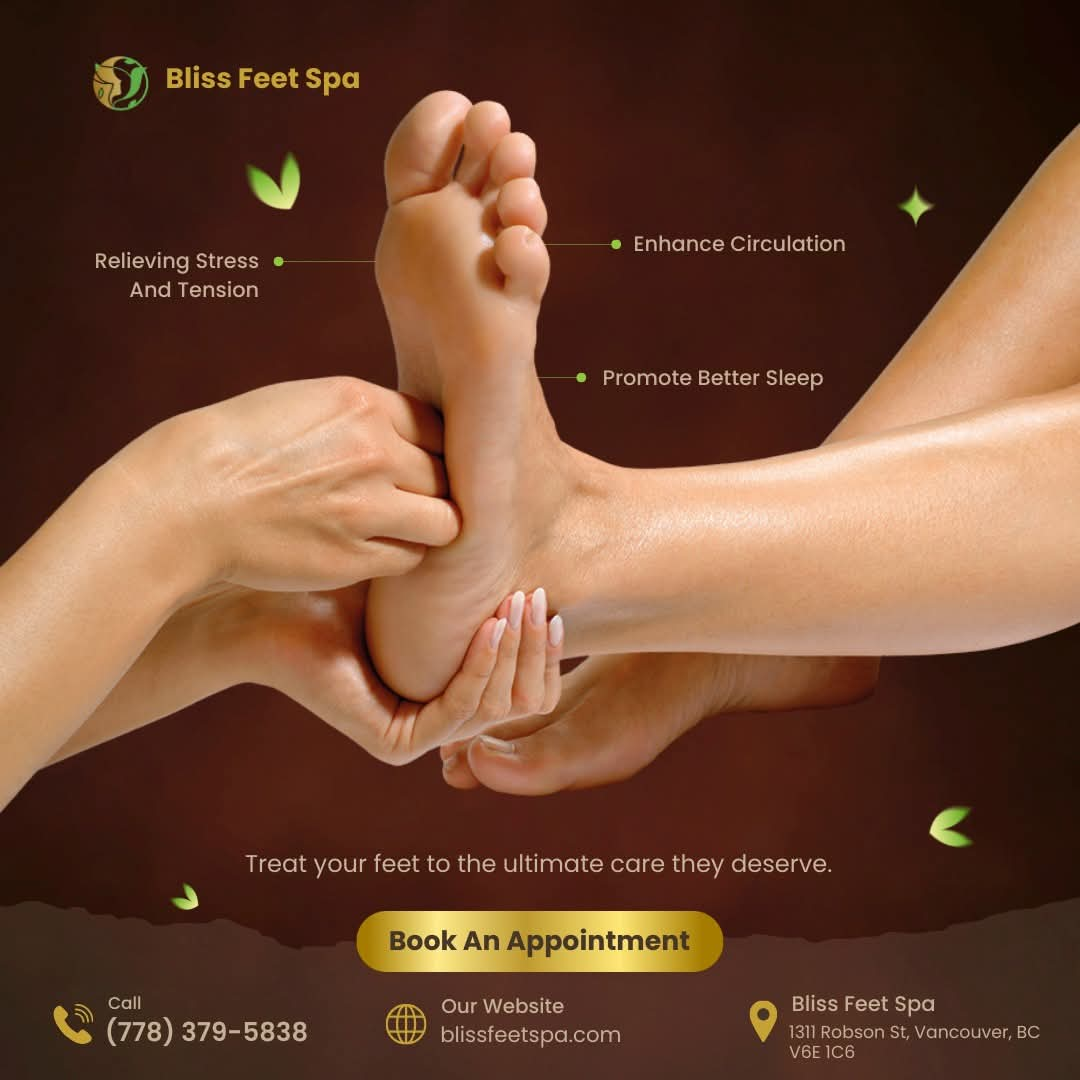 Bliss Feet Spa
Relieving Stress
And Tension
Enhance Circulation
Promote Better Sleep
Treat your feet to the ultimate care they deserve.
Book An Appointment
Call
(778) 379-5838
Our Website
blissfeetspa.com
Bliss Feet Spa
1311 Robson St, Vancouver, BC
V6E 1C6